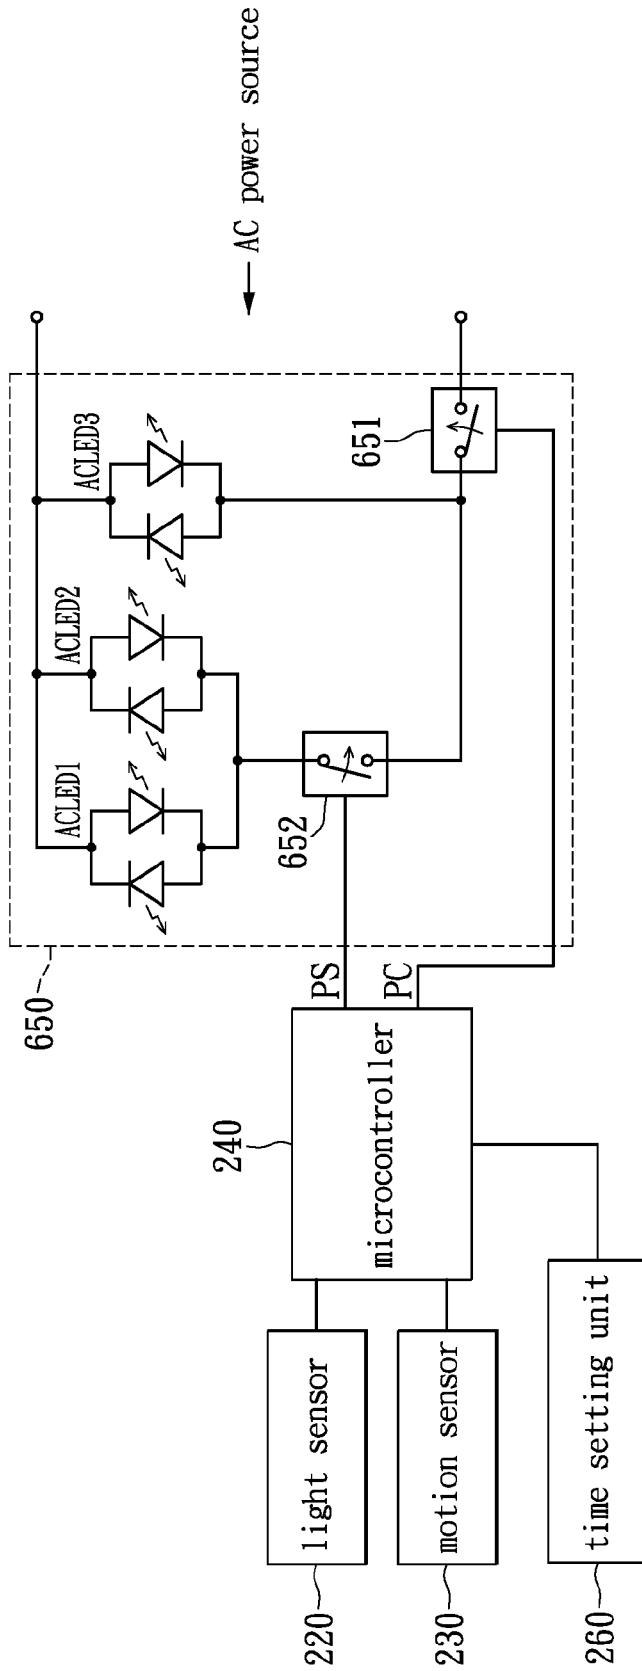 AC power source
ACLED1
ACLED2
ACLED3
650
651
652
PS
PC
240
microcontroller
220
light sensor
230
motion sensor
260
time setting unit